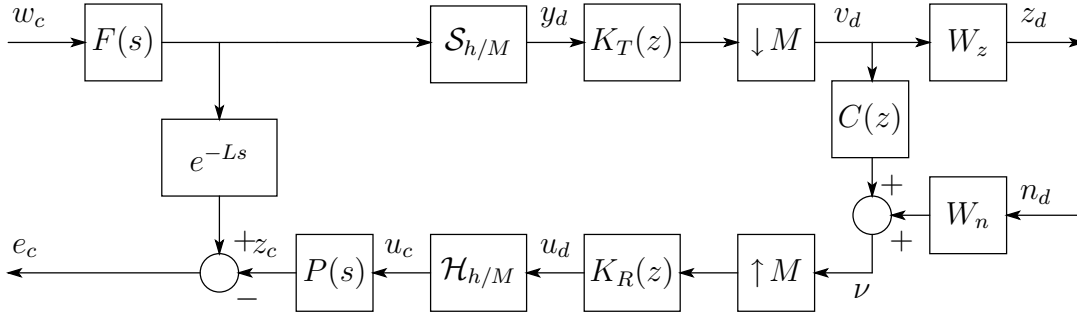 w_c F(s) 𝒮_{h/M} y_d K_T(z) ↓M v_d W_z z_d
e^{-Ls} C(z)
+ W_n n_d
+
e_c + z_c P(s) u_c ℋ_{h/M} u_d K_R(z) ↑M ν
−